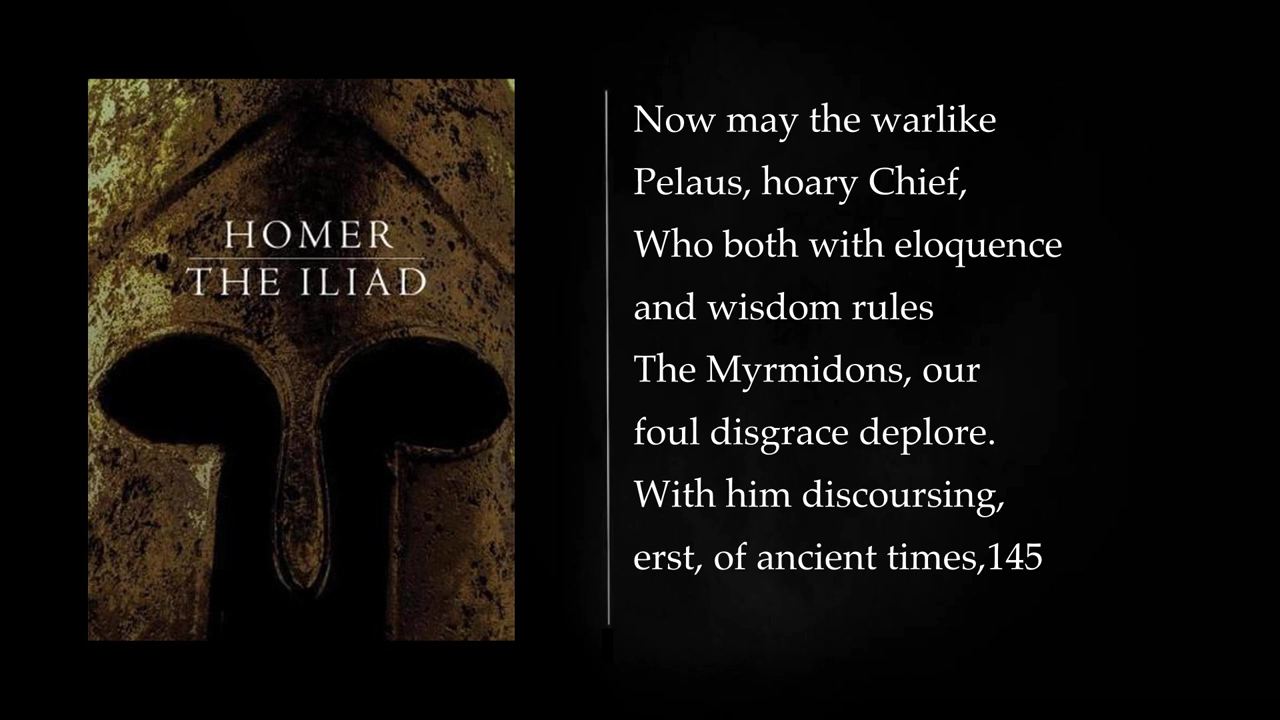 HOMER
THE ILIAD
Now may the warlike
Pelaus, hoary Chief,
Who both with eloquence
and wisdom rules
The Myrmidons, our
foul disgrace deplore.
With him discoursing,
erst, of ancient times,145